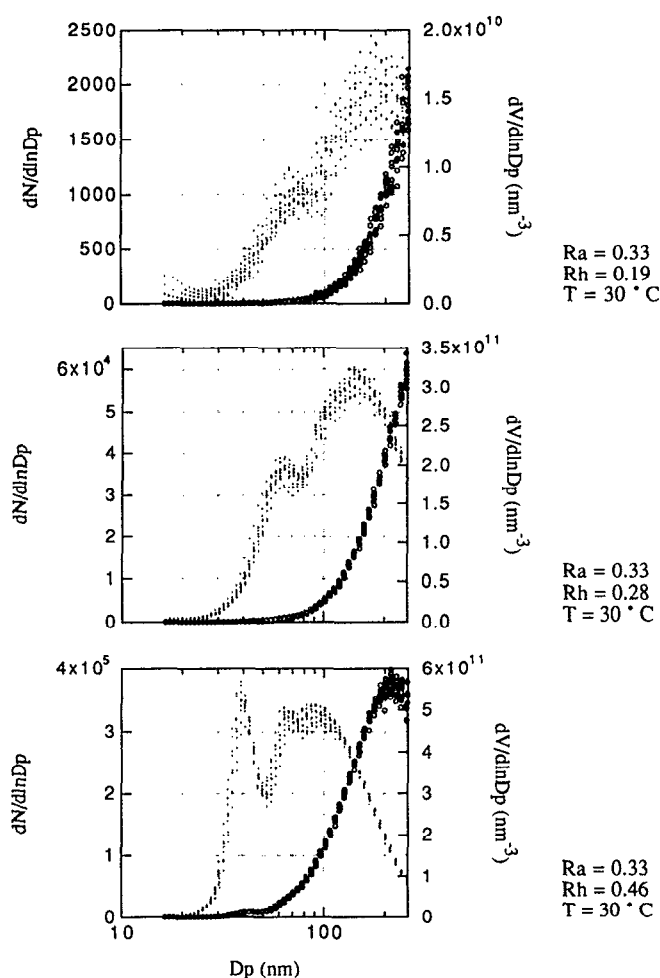 2500
2000
1500
1000
500
0
dN/dlnDp
2.0x10^10
1.5
1.0
0.5
0.0
dV/dlnDp (nm^-3)
10
100
Ra = 0.33
Rh = 0.19
T = 30 °C
6x10^4
5
4
3
2
1
0
dN/dlnDp
3.5x10^11
3.0
2.5
2.0
1.5
1.0
0.5
0.0
dV/dlnDp (nm^-3)
10
100
Ra = 0.33
Rh = 0.28
T = 30 °C
4x10^5
3
2
1
0
dN/dlnDp
6x10^11
5
4
3
2
1
0
dV/dlnDp (nm^-3)
10
100
Dp (nm)
Ra = 0.33
Rh = 0.46
T = 30 °C